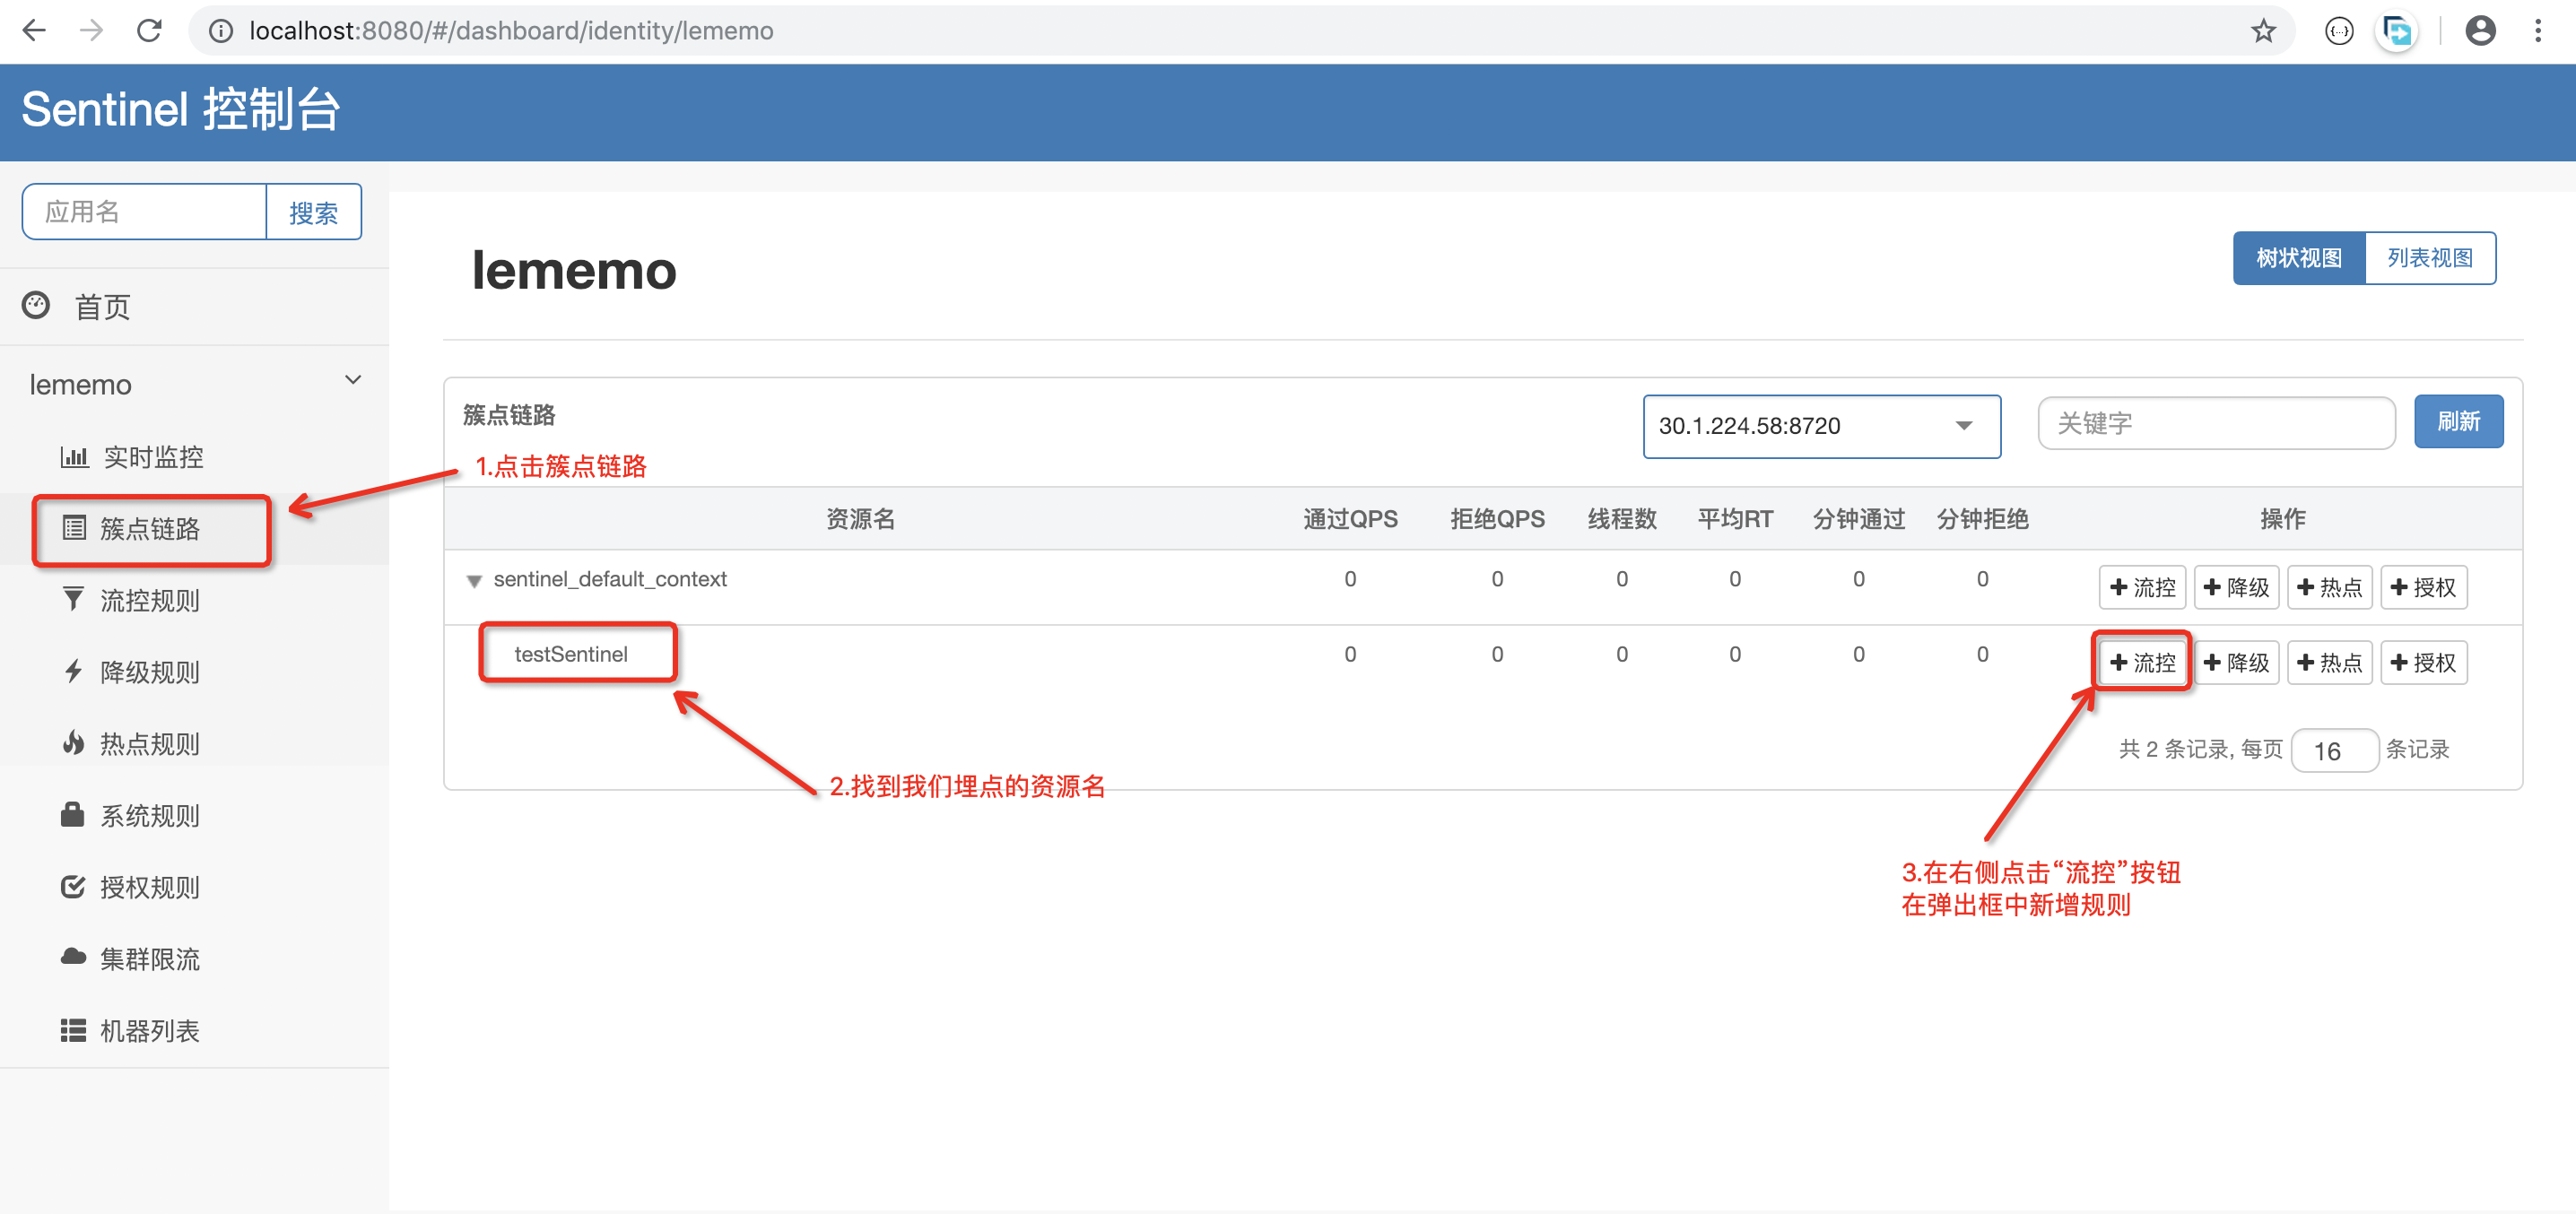 localhost:8080/#/dashboard/identity/lememo
Sentinel 控制台
应用名
搜索
首页
lememo
实时监控
簇点链路
流控规则
降级规则
热点规则
系统规则
授权规则
集群限流
机器列表
lememo
树状视图
列表视图
簇点链路
30.1.224.58:8720
关键字
刷新
1.点击簇点链路
资源名 通过QPS 拒绝QPS 线程数 平均RT 分钟通过 分钟拒绝 操作
sentinel_default_context 0 0 0 0 0 0 流控 降级 热点 授权
testSentinel 0 0 0 0 0 0 流控 降级 热点 授权
共 2 条记录, 每页 16 条记录
2.找到我们埋点的资源名
3.在右侧点击“流控”按钮
在弹出框中新增规则